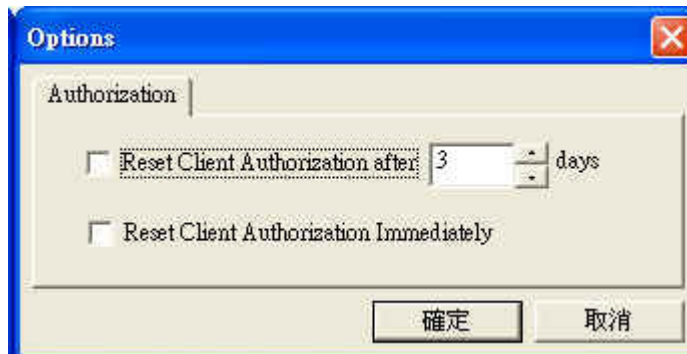 Options
Authorization
Reset Client Authorization after 3 days
Reset Client Authorization Immediately
確定 取消